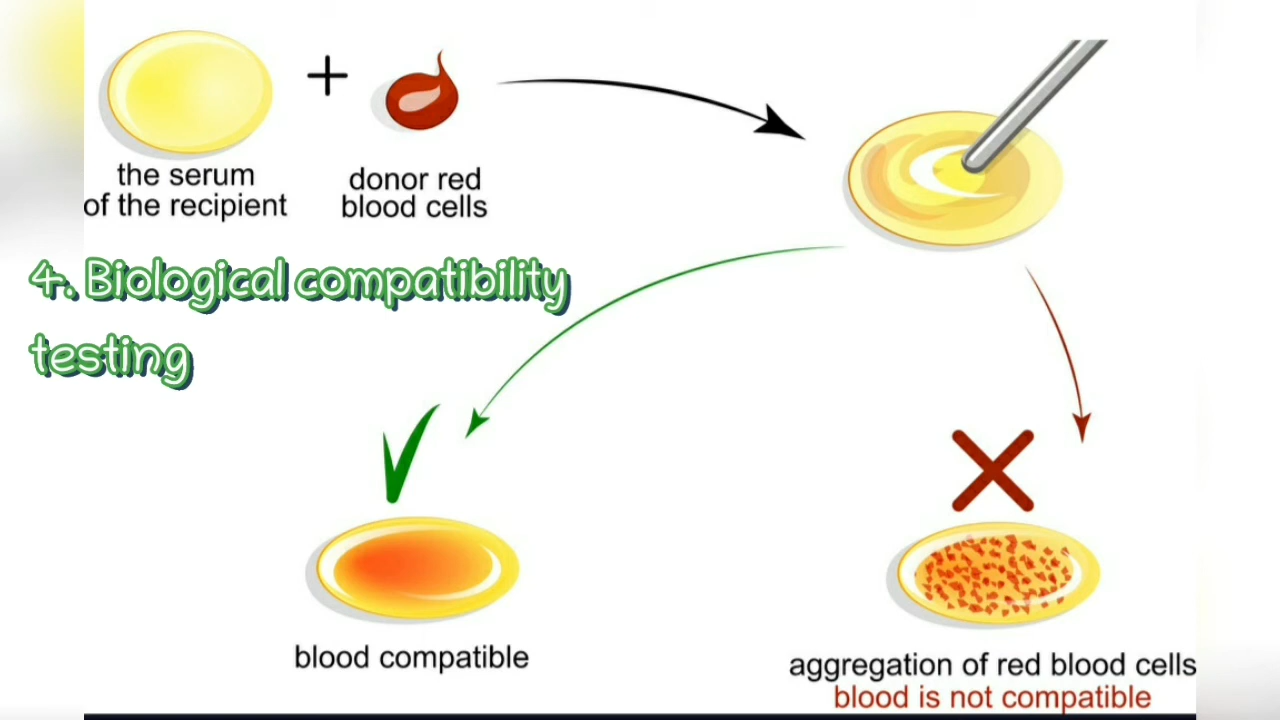 the serum
of the recipient
+
donor red
blood cells
4. Biological compatibility
testing
blood compatible
aggregation of red blood cells
blood is not compatible